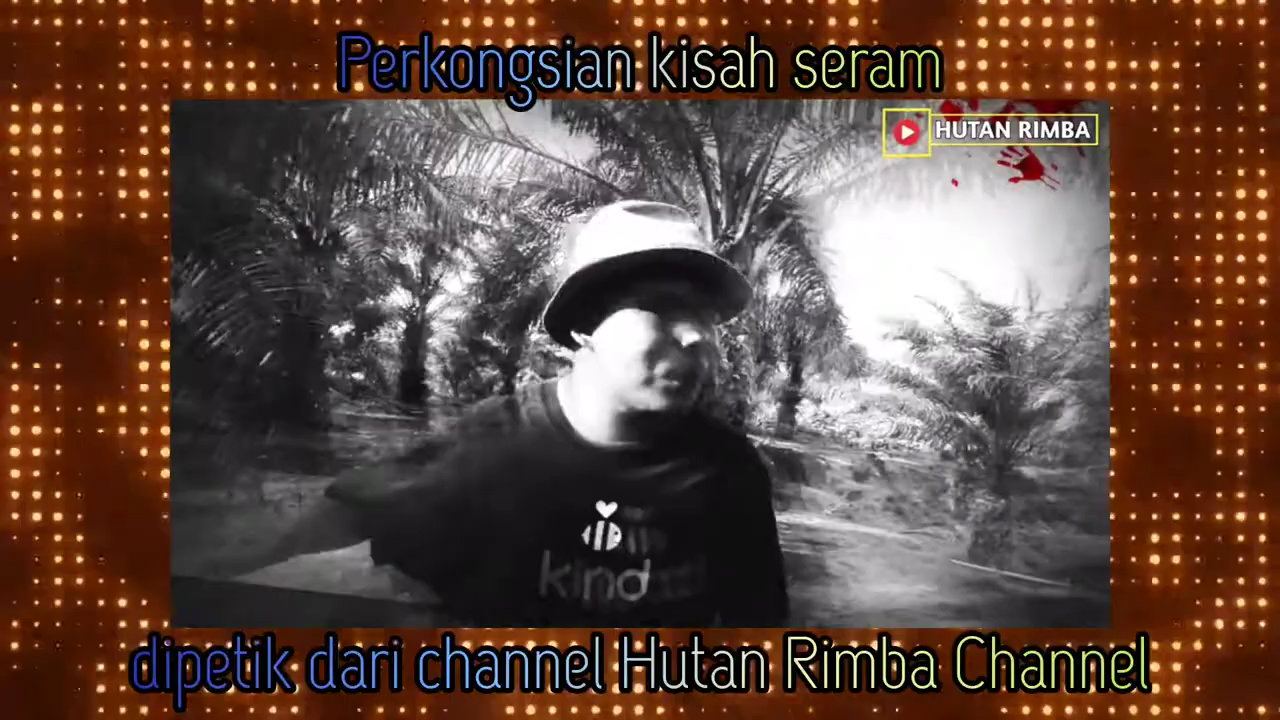 Perkongsian kisah seram
HUTAN RIMBA
kind
dipetik dari channel Hutan Rimba Channel